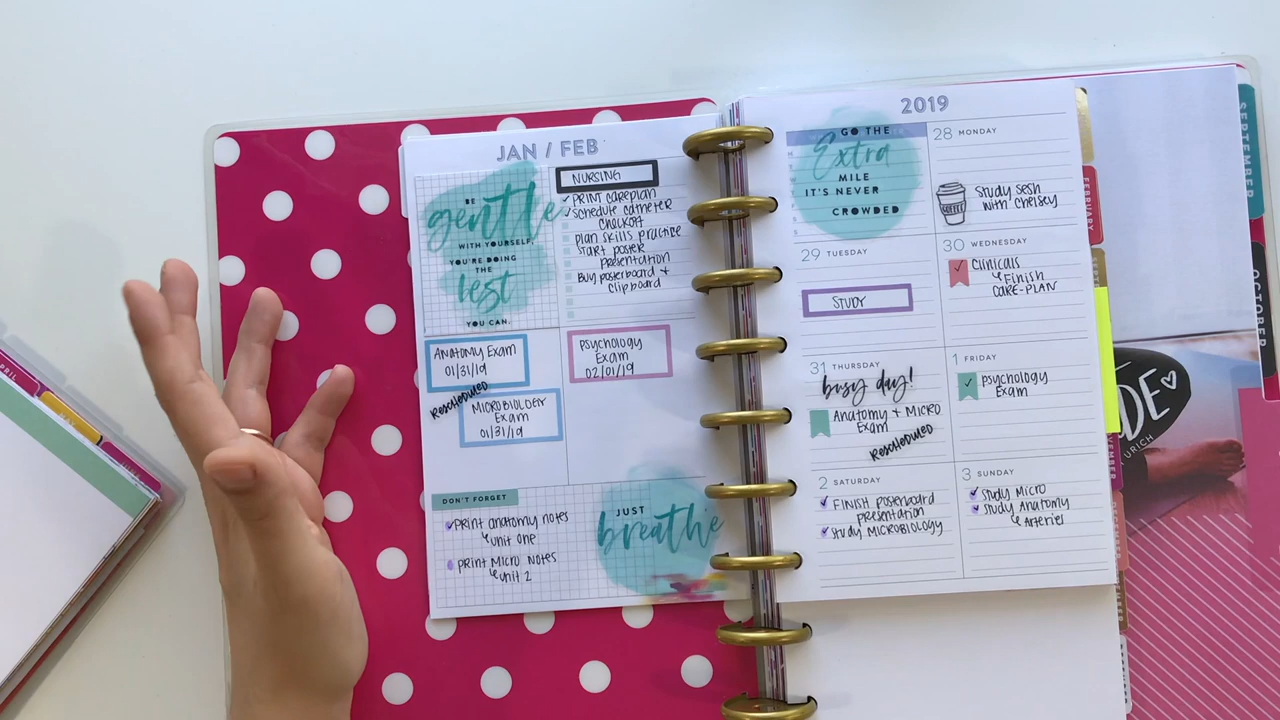 JAN / FEB
BE
gentle
WITH YOURSELF,
YOU'RE DOING
THE
best
YOU CAN.
NURSING
PRINT CAREPLAN
SCHEDULE CATHETER
CHECKOFF
PLAN SKILLS PRACTICE
START POSTER
PRESENTATION
BUY POSTERBOARD +
CLIPBOARD
ANATOMY EXAM
01/31/19
RESCHEDULED
MICROBIOLOGY
EXAM
01/31/19
PSYCHOLOGY
EXAM
02/01/19
DON'T FORGET
PRINT ANATOMY NOTES
UNIT ONE
PRINT MICRO NOTES
UNIT 2
JUST
breathe
2019
GO THE
Extra
MILE
IT'S NEVER
CROWDED
28 MONDAY
COFFEE
STUDY SESH
WITH CHELSEY
29 TUESDAY
STUDY
30 WEDNESDAY
CLINICALS
FINISH
CARE-PLAN
31 THURSDAY
busy day!
ANATOMY + MICRO
EXAM
RESCHEDULED
1 FRIDAY
PSYCHOLOGY
EXAM
2 SATURDAY
FINISH POSTERBOARD
PRESENTATION
STUDY MICROBIOLOGY
3 SUNDAY
STUDY MICRO
STUDY ANATOMY
ARTERIES
SEPTEMBER
OCTOBER
FEBRUARY